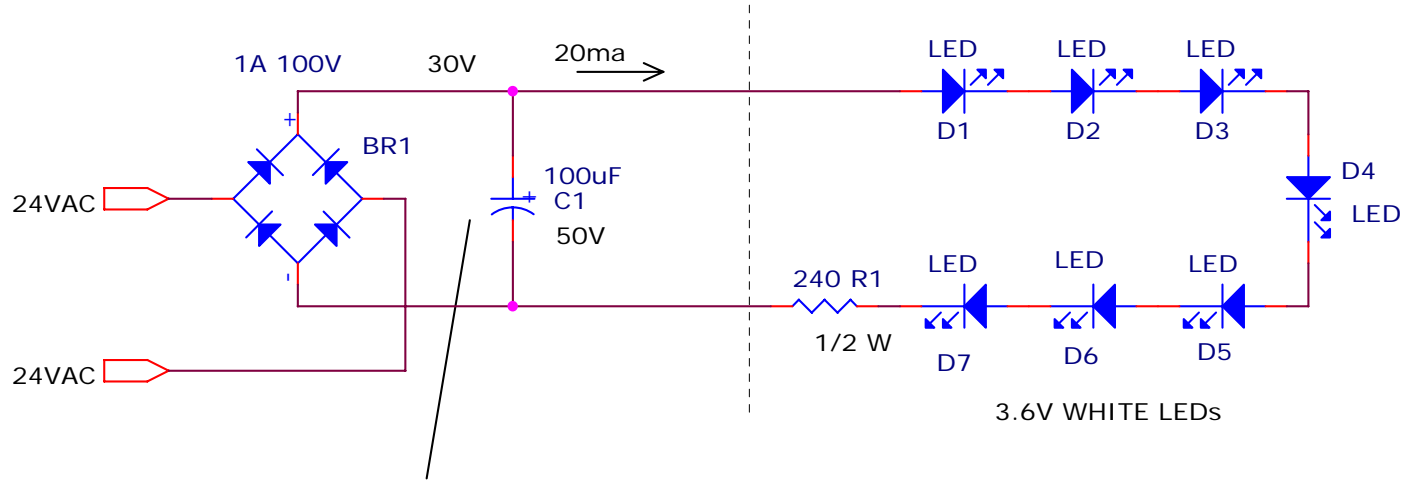 1A 100V
30V
20ma
LED
LED
LED
+
BR1
D1
D2
D3
100uF
+
C1
50V
24VAC
D4
LED
-
240 R1
1/2 W
LED
LED
LED
D7
D6
D5
24VAC
3.6V WHITE LEDs